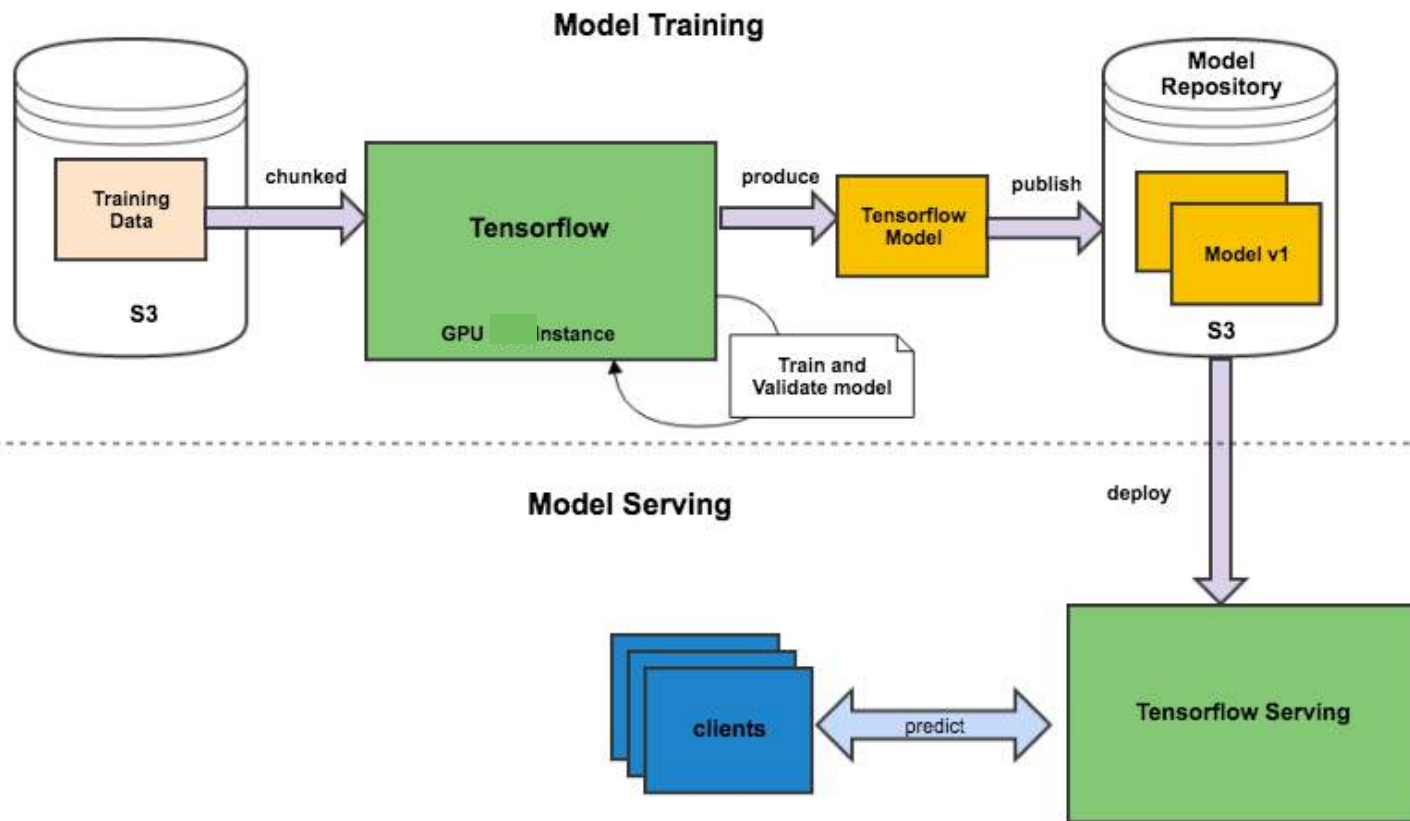 Model Training
Model
Repository
Training
Data
chunked
Tensorflow
produce
Tensorflow
Model
publish
Model v1
S3
GPU Instance
S3
Train and
Validate model
Model Serving
deploy
clients
predict
Tensorflow Serving